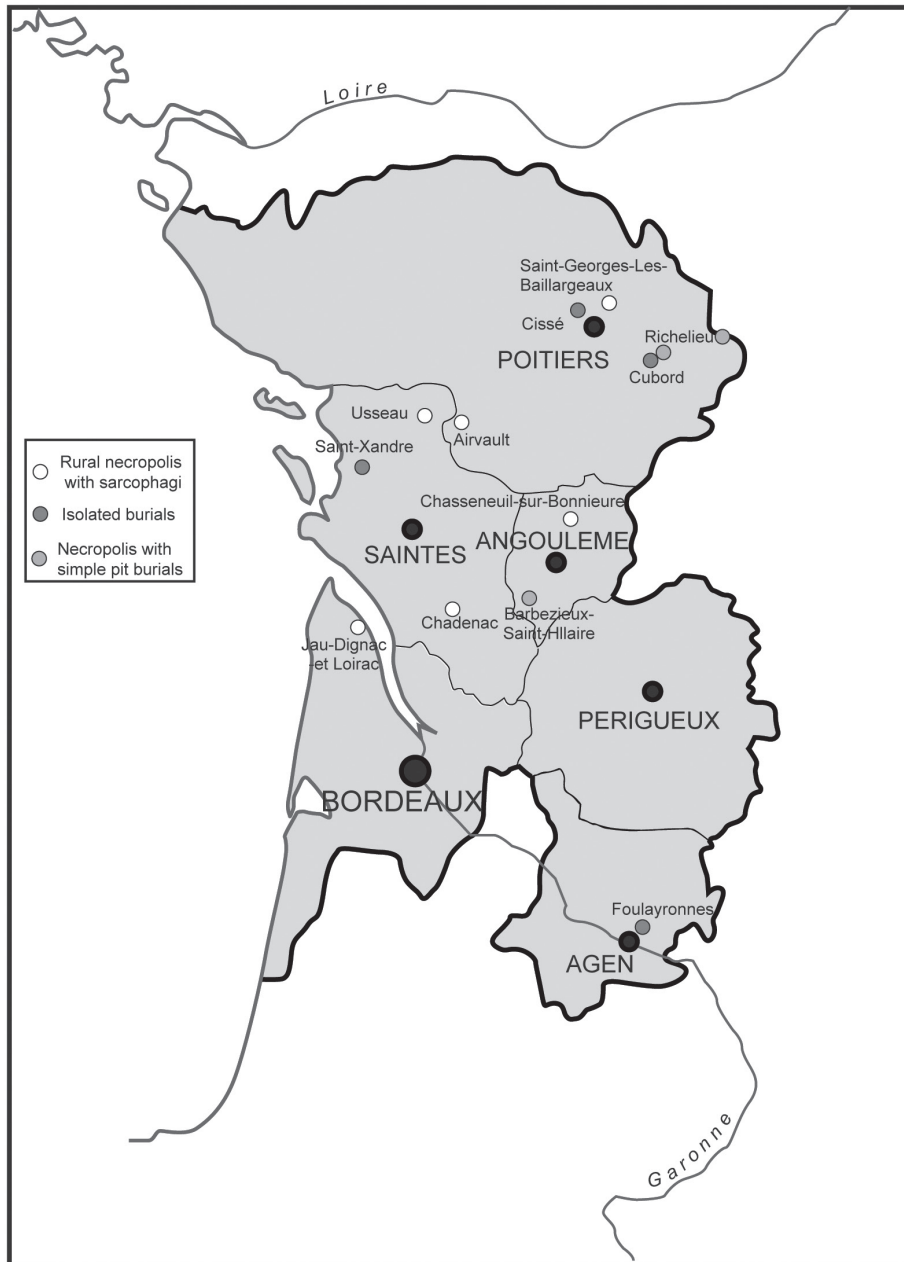 Loire
Saint-Georges-Les-
Baillargeaux
Cissé
Richelieu
POITIERS
Cubord
Usseau
Airvault
Saint-Xandre
Rural necropolis
with sarcophagi
Isolated burials
Necropolis with
simple pit burials
Chasseneuil-sur-Bonnieure
SAINTES
ANGOULEME
Chadenac
Barbezieux-
Saint-HIlaire
Jau-Dignac
-et Loirac
PERIGUEUX
BORDEAUX
Foulayronnes
AGEN
Garonne